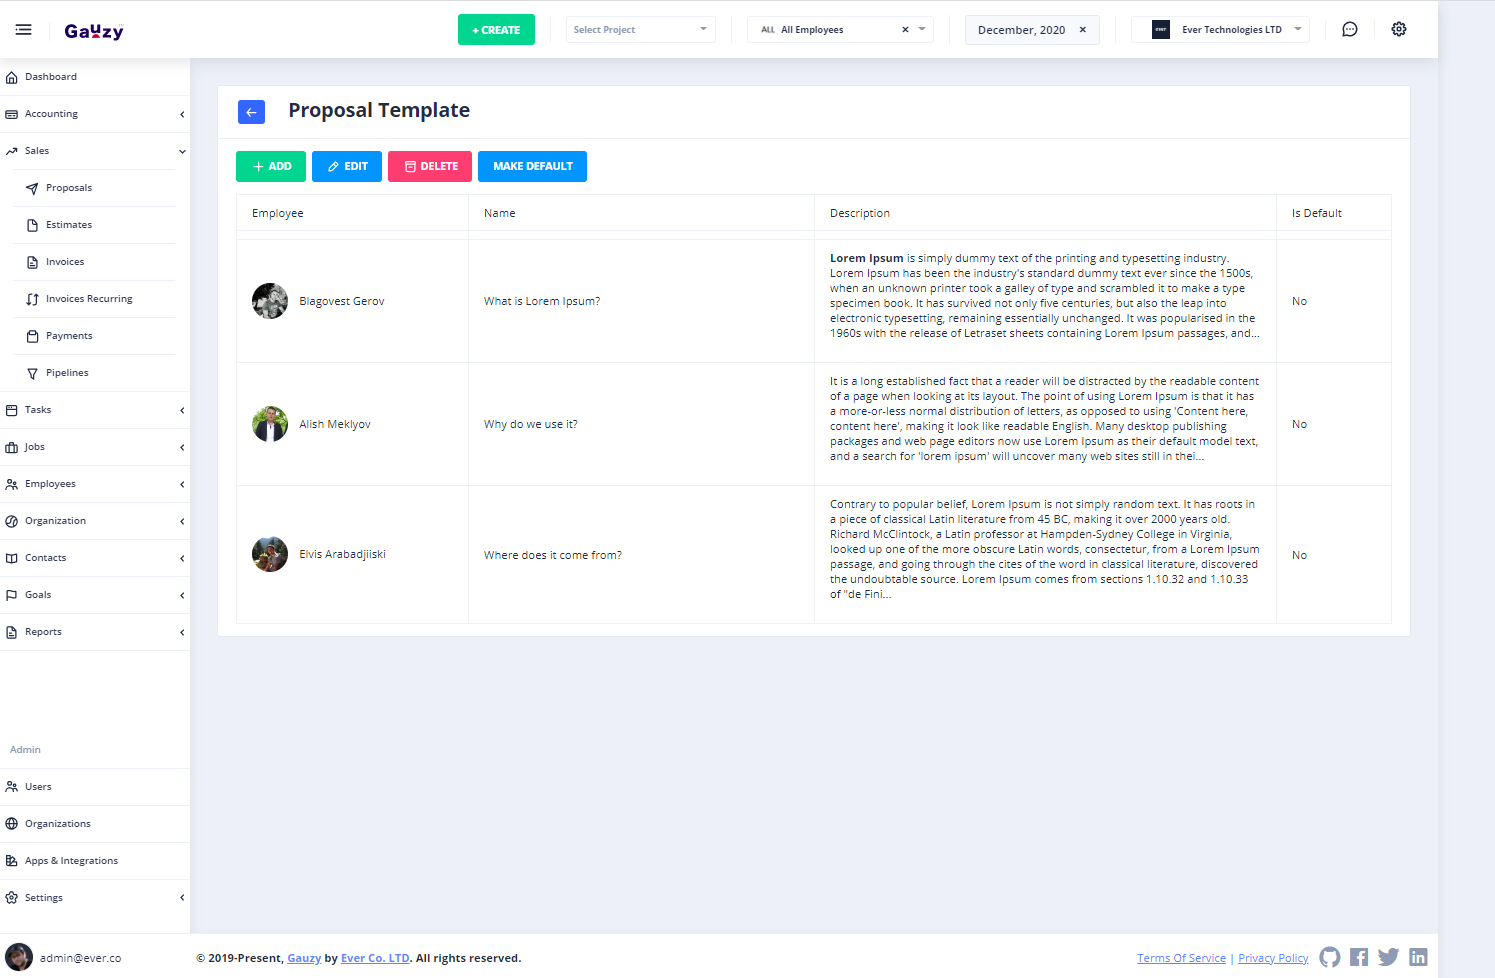 Gauzy
+ CREATE
Select Project
ALL All Employees ×
December, 2020 ×
ever Ever Technologies LTD
Dashboard
Accounting
Sales
Proposals
Estimates
Invoices
Invoices Recurring
Payments
Pipelines
Tasks
Jobs
Employees
Organization
Contacts
Goals
Reports
Admin
Users
Organizations
Apps & Integrations
Settings
admin@ever.co
Proposal Template
+ ADD
EDIT
DELETE
MAKE DEFAULT
Employee Name Description Is Default
Blagovest Gerov
What is Lorem Ipsum?
Lorem Ipsum is simply dummy text of the printing and typesetting industry.
Lorem Ipsum has been the industry's standard dummy text ever since the 1500s,
when an unknown printer took a galley of type and scrambled it to make a type
specimen book. It has survived not only five centuries, but also the leap into
electronic typesetting, remaining essentially unchanged. It was popularised in the
1960s with the release of Letraset sheets containing Lorem Ipsum passages, and...
No
Alish Meklyov
Why do we use it?
It is a long established fact that a reader will be distracted by the readable content
of a page when looking at its layout. The point of using Lorem Ipsum is that it has
a more-or-less normal distribution of letters, as opposed to using 'Content here,
content here', making it look like readable English. Many desktop publishing
packages and web page editors now use Lorem Ipsum as their default model text,
and a search for 'lorem ipsum' will uncover many web sites still in thei...
No
Elvis Arabadjiiski
Where does it come from?
Contrary to popular belief, Lorem Ipsum is not simply random text. It has roots in
a piece of classical Latin literature from 45 BC, making it over 2000 years old.
Richard McClintock, a Latin professor at Hampden-Sydney College in Virginia,
looked up one of the more obscure Latin words, consectetur, from a Lorem Ipsum
passage, and going through the cites of the word in classical literature, discovered
the undoubtable source. Lorem Ipsum comes from sections 1.10.32 and 1.10.33
of "de Fini...
No
© 2019-Present, Gauzy by Ever Co. LTD. All rights reserved.
Terms Of Service | Privacy Policy